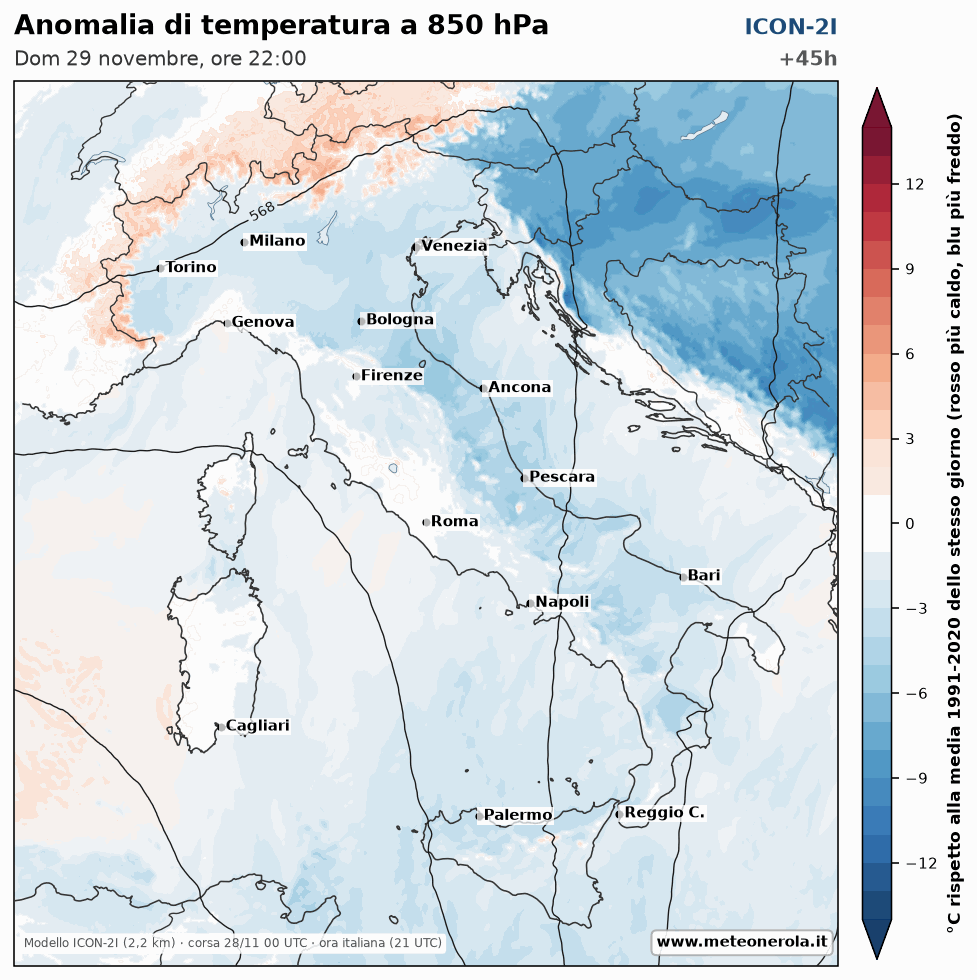 Anomalia di temperatura a 850 hPa
ICON-2I
Dom 29 novembre, ore 22:00
+45h
568
Milano
Venezia
Torino
Genova
Bologna
Firenze
Ancona
Pescara
Roma
Bari
Napoli
Cagliari
Palermo
Reggio C.
Modello ICON-2I (2,2 km) · corsa 28/11 00 UTC · ora italiana (21 UTC)
www.meteonerola.it
12
9
6
3
0
−3
−6
−9
−12
°C rispetto alla media 1991-2020 dello stesso giorno (rosso più caldo, blu più freddo)